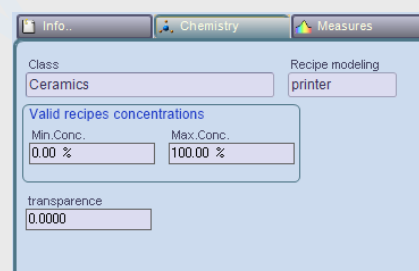 Info..
Chemistry
Measures
Class
Recipe modeling
Ceramics
printer
Valid recipes concentrations
Min.Conc.
Max.Conc.
0.00 %
100.00 %
transparence
0.0000